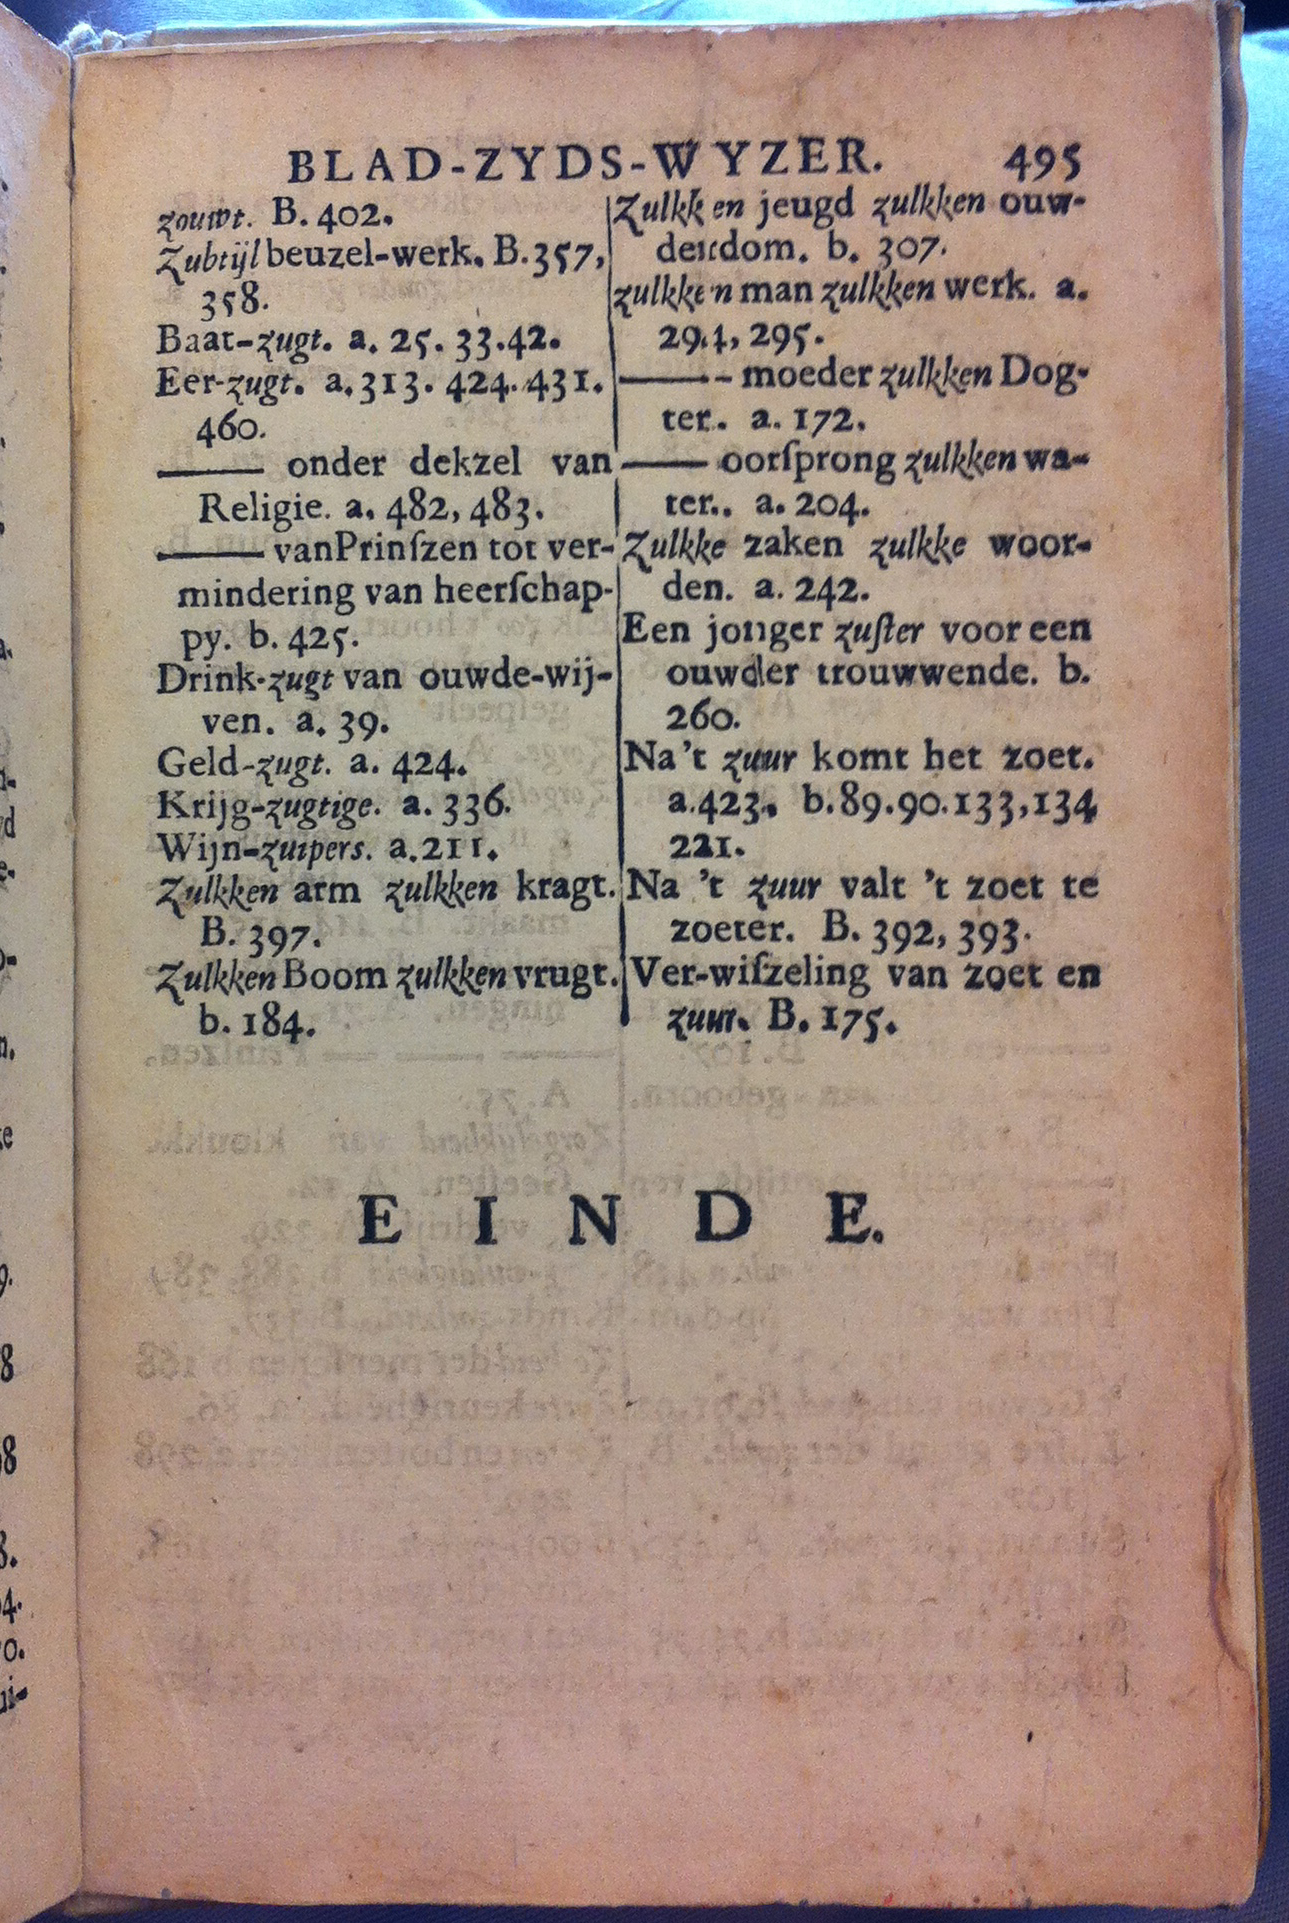 BLAD-ZYDS-WYZER. 495
zouwt. B. 402.
Zubtijl beuzel-werk. B. 357,
358.
Baat-zugt. a. 25. 33. 42.
Eer-zugt. a. 313. 424. 431.
460.
——— onder dekzel van
Religie. a. 482, 483.
——— van Prinſzen tot ver-
mindering van heerſchap-
py. b. 425.
Drink-zugt van ouwde-wij-
ven. a. 39.
Geld-zugt. a. 424.
Krijg-zugtige. a. 336.
Wijn-zuipers. a. 211.
Zulkken arm zulkken kragt.
B. 397.
Zulkken Boom zulkken vrugt.
b. 184.
Zulkken jeugd zulkken ouw-
derdom. b. 307.
zulkken man zulkken werk. a.
294, 295.
——— moeder zulkken Dog-
ter. a. 172.
——— oorſprong zulkken wa-
ter.. a. 204.
Zulkke zaken zulkke woor-
den. a. 242.
Een jonger zuſter voor een
ouwder trouwwende. b.
260.
Na 't zuur komt het zoet.
a. 423. b. 89. 90. 133, 134
221.
Na 't zuur valt 't zoet te
zoeter. B. 392, 393.
Ver-wiſzeling van zoet en
zuur. B. 175.
EINDE.